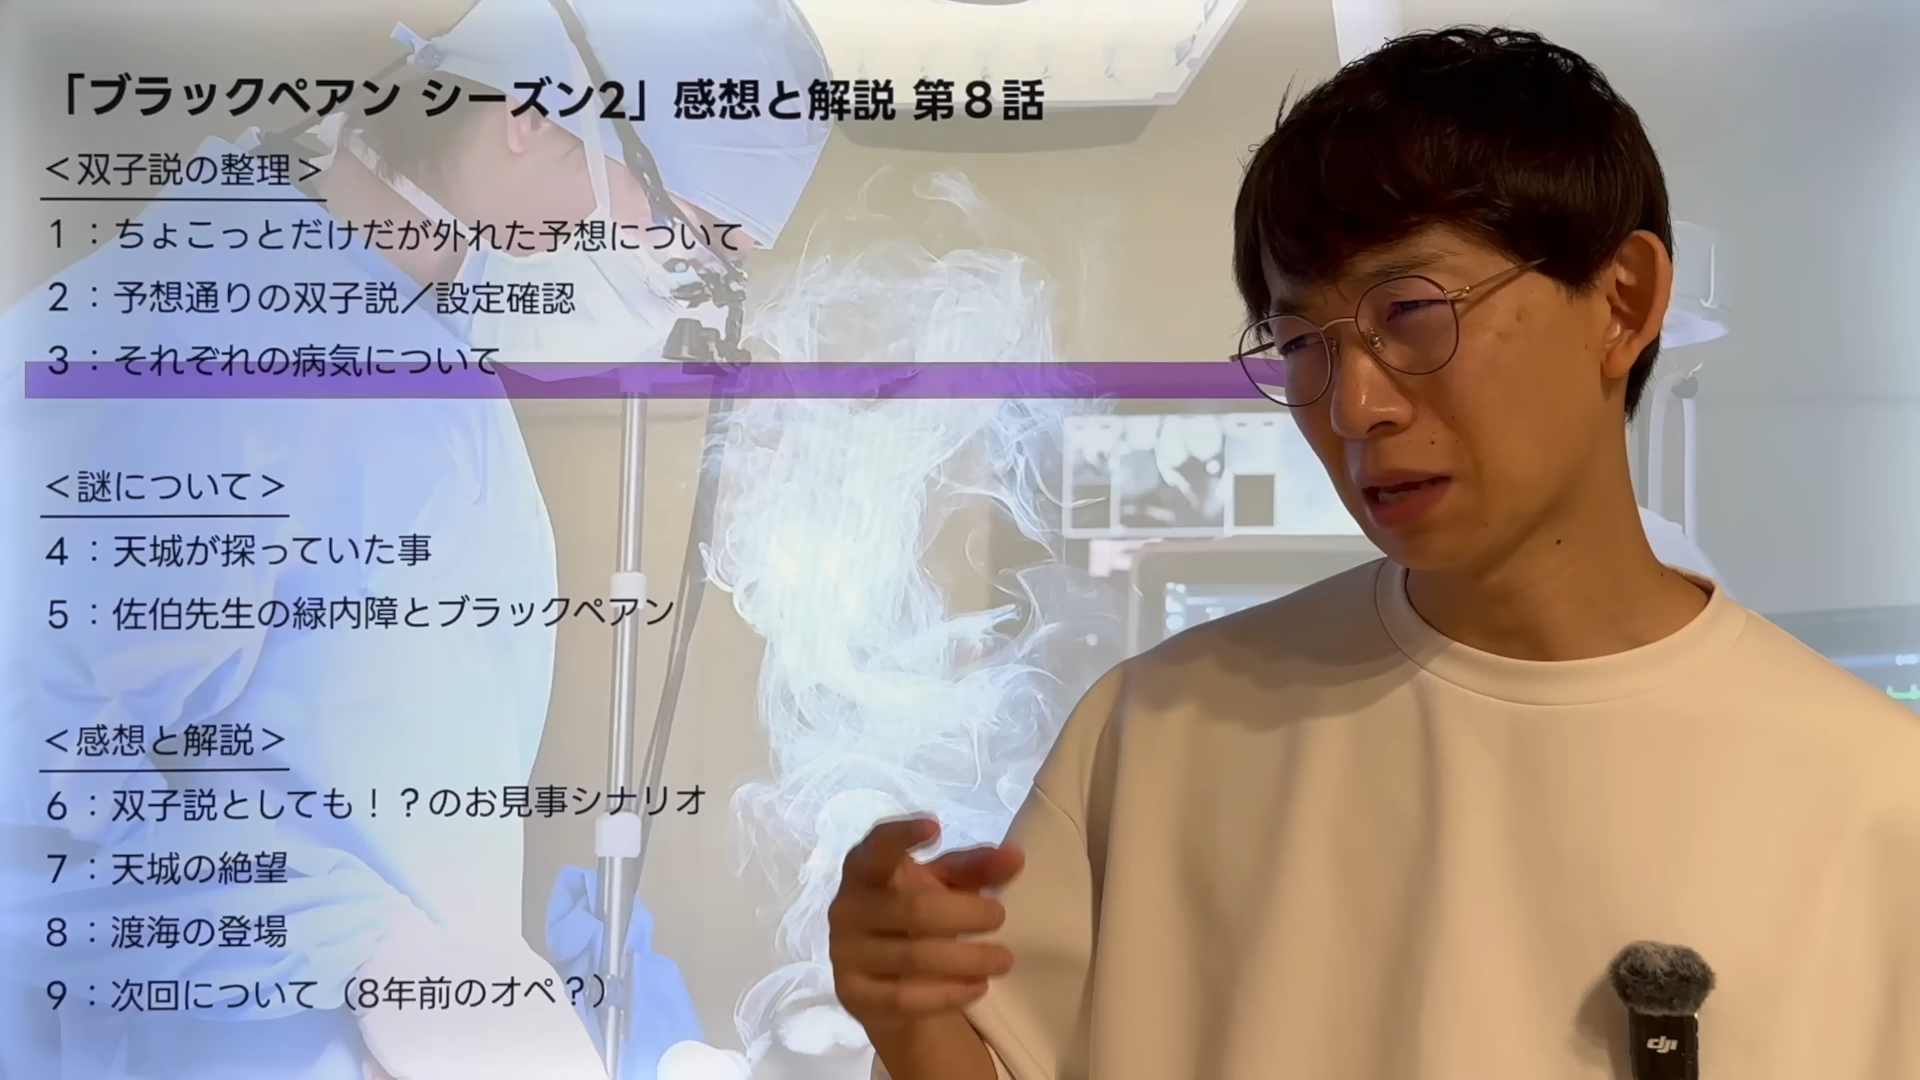 「ブラックペアン シーズン2」感想と解説 第８話
＜双子説の整理＞
1 ：ちょこっとだけだが外れた予想について
2 ：予想通りの双子説／設定確認
3 ：それぞれの病気について
＜謎について＞
4 ：天城が探っていた事
5 ：佐伯先生の緑内障とブラックペアン
＜感想と解説＞
6 ：双子説としても！？のお見事シナリオ
7 ：天城の絶望
8 ：渡海の登場
9 ：次回について（8年前のオペ？）
dji